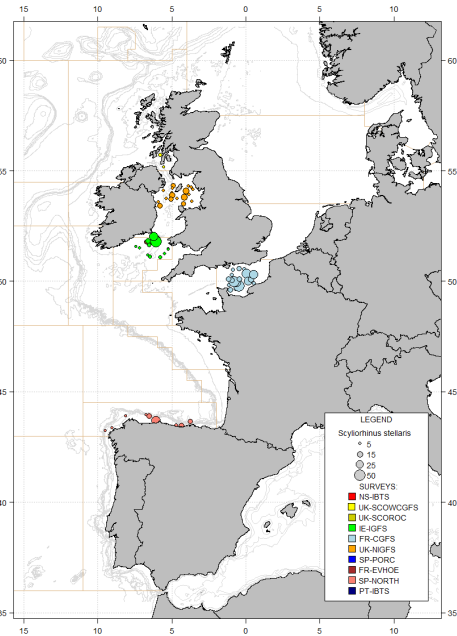 15 10 5 0 5 10
60 60
55 55
50 50
45 45
40 40
35 35
LEGEND
Scyliorhinus stellaris
5
15
25
50
SURVEYS:
NS-IBTS
UK-SCOWCGFS
UK-SCOROC
IE-IGFS
FR-CGFS
UK-NIGFS
SP-PORC
FR-EVHOE
SP-NORTH
PT-IBTS
15 10 5 0 5 10